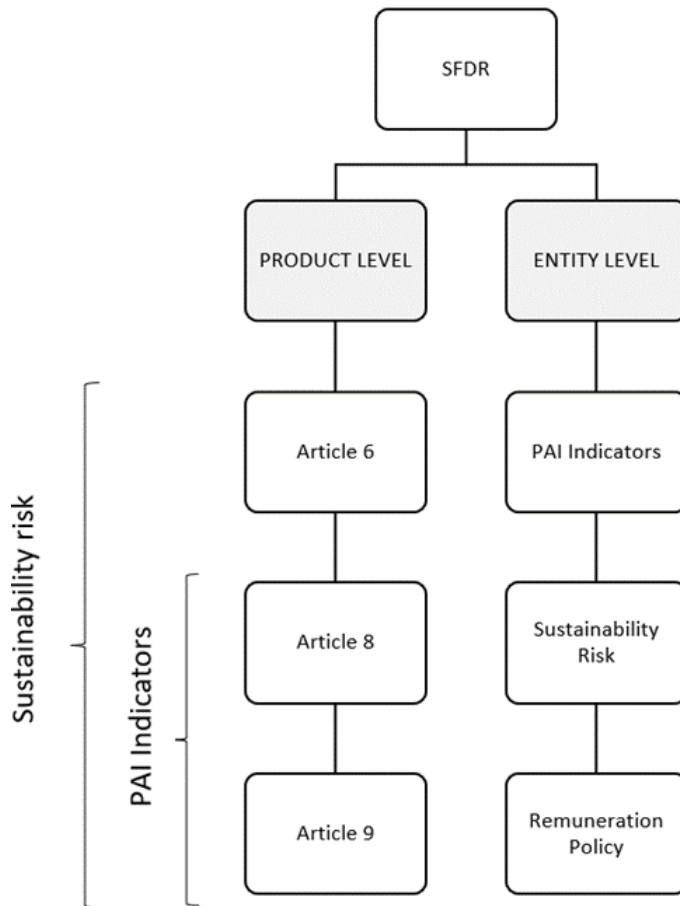 SFDR
PRODUCT LEVEL
ENTITY LEVEL
Article 6
PAI Indicators
Article 8
Sustainability
Risk
Article 9
Remuneration
Policy
Sustainability risk
PAI Indicators